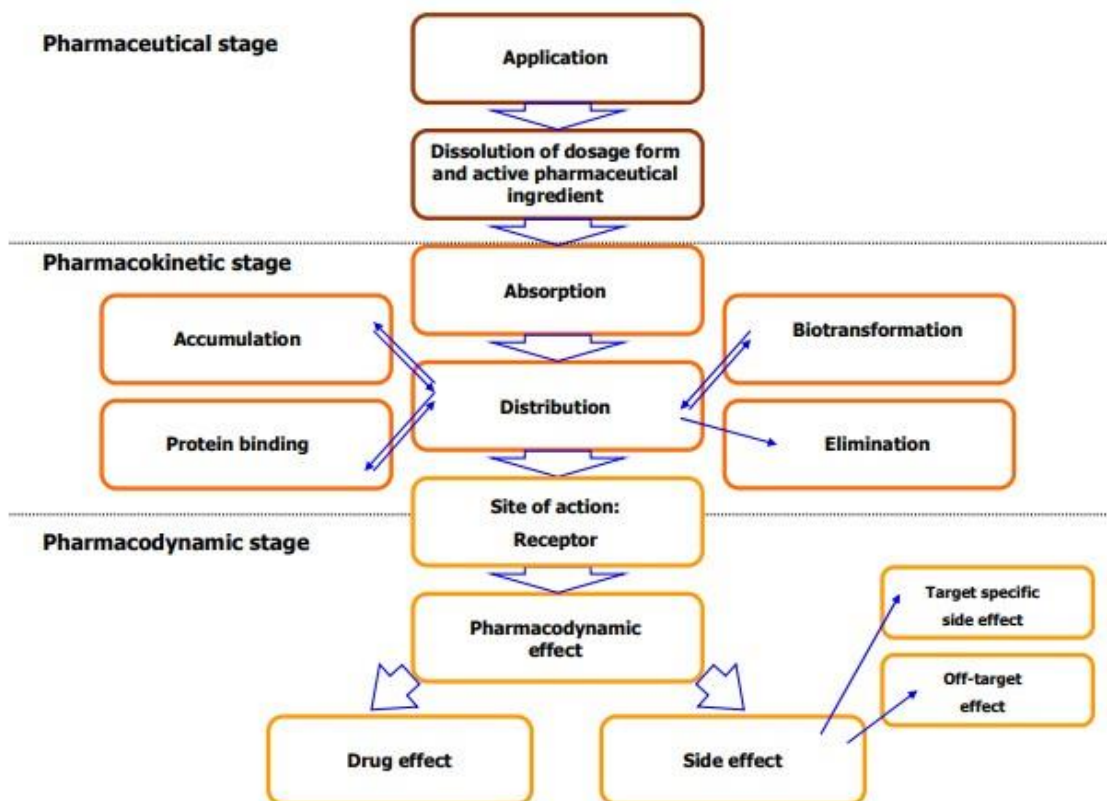 Pharmaceutical stage
Application
Dissolution of dosage form
and active pharmaceutical
ingredient
Pharmacokinetic stage
Absorption
Accumulation
Biotransformation
Distribution
Protein binding
Elimination
Site of action:
Receptor
Pharmacodynamic stage
Pharmacodynamic
effect
Target specific
side effect
Off-target
effect
Drug effect
Side effect